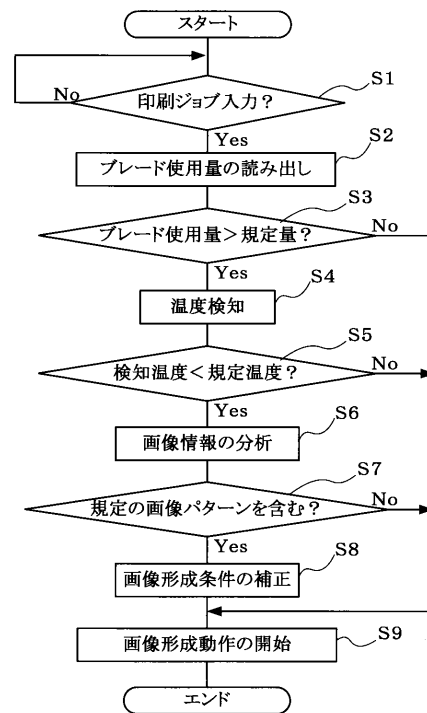 スタート
S1
印刷ジョブ入力？
No
Yes
S2
ブレード使用量の読み出し
S3
ブレード使用量＞規定量？
No
Yes
S4
温度検知
S5
検知温度＜規定温度？
No
Yes
S6
画像情報の分析
S7
規定の画像パターンを含む？
No
Yes
S8
画像形成条件の補正
S9
画像形成動作の開始
エンド